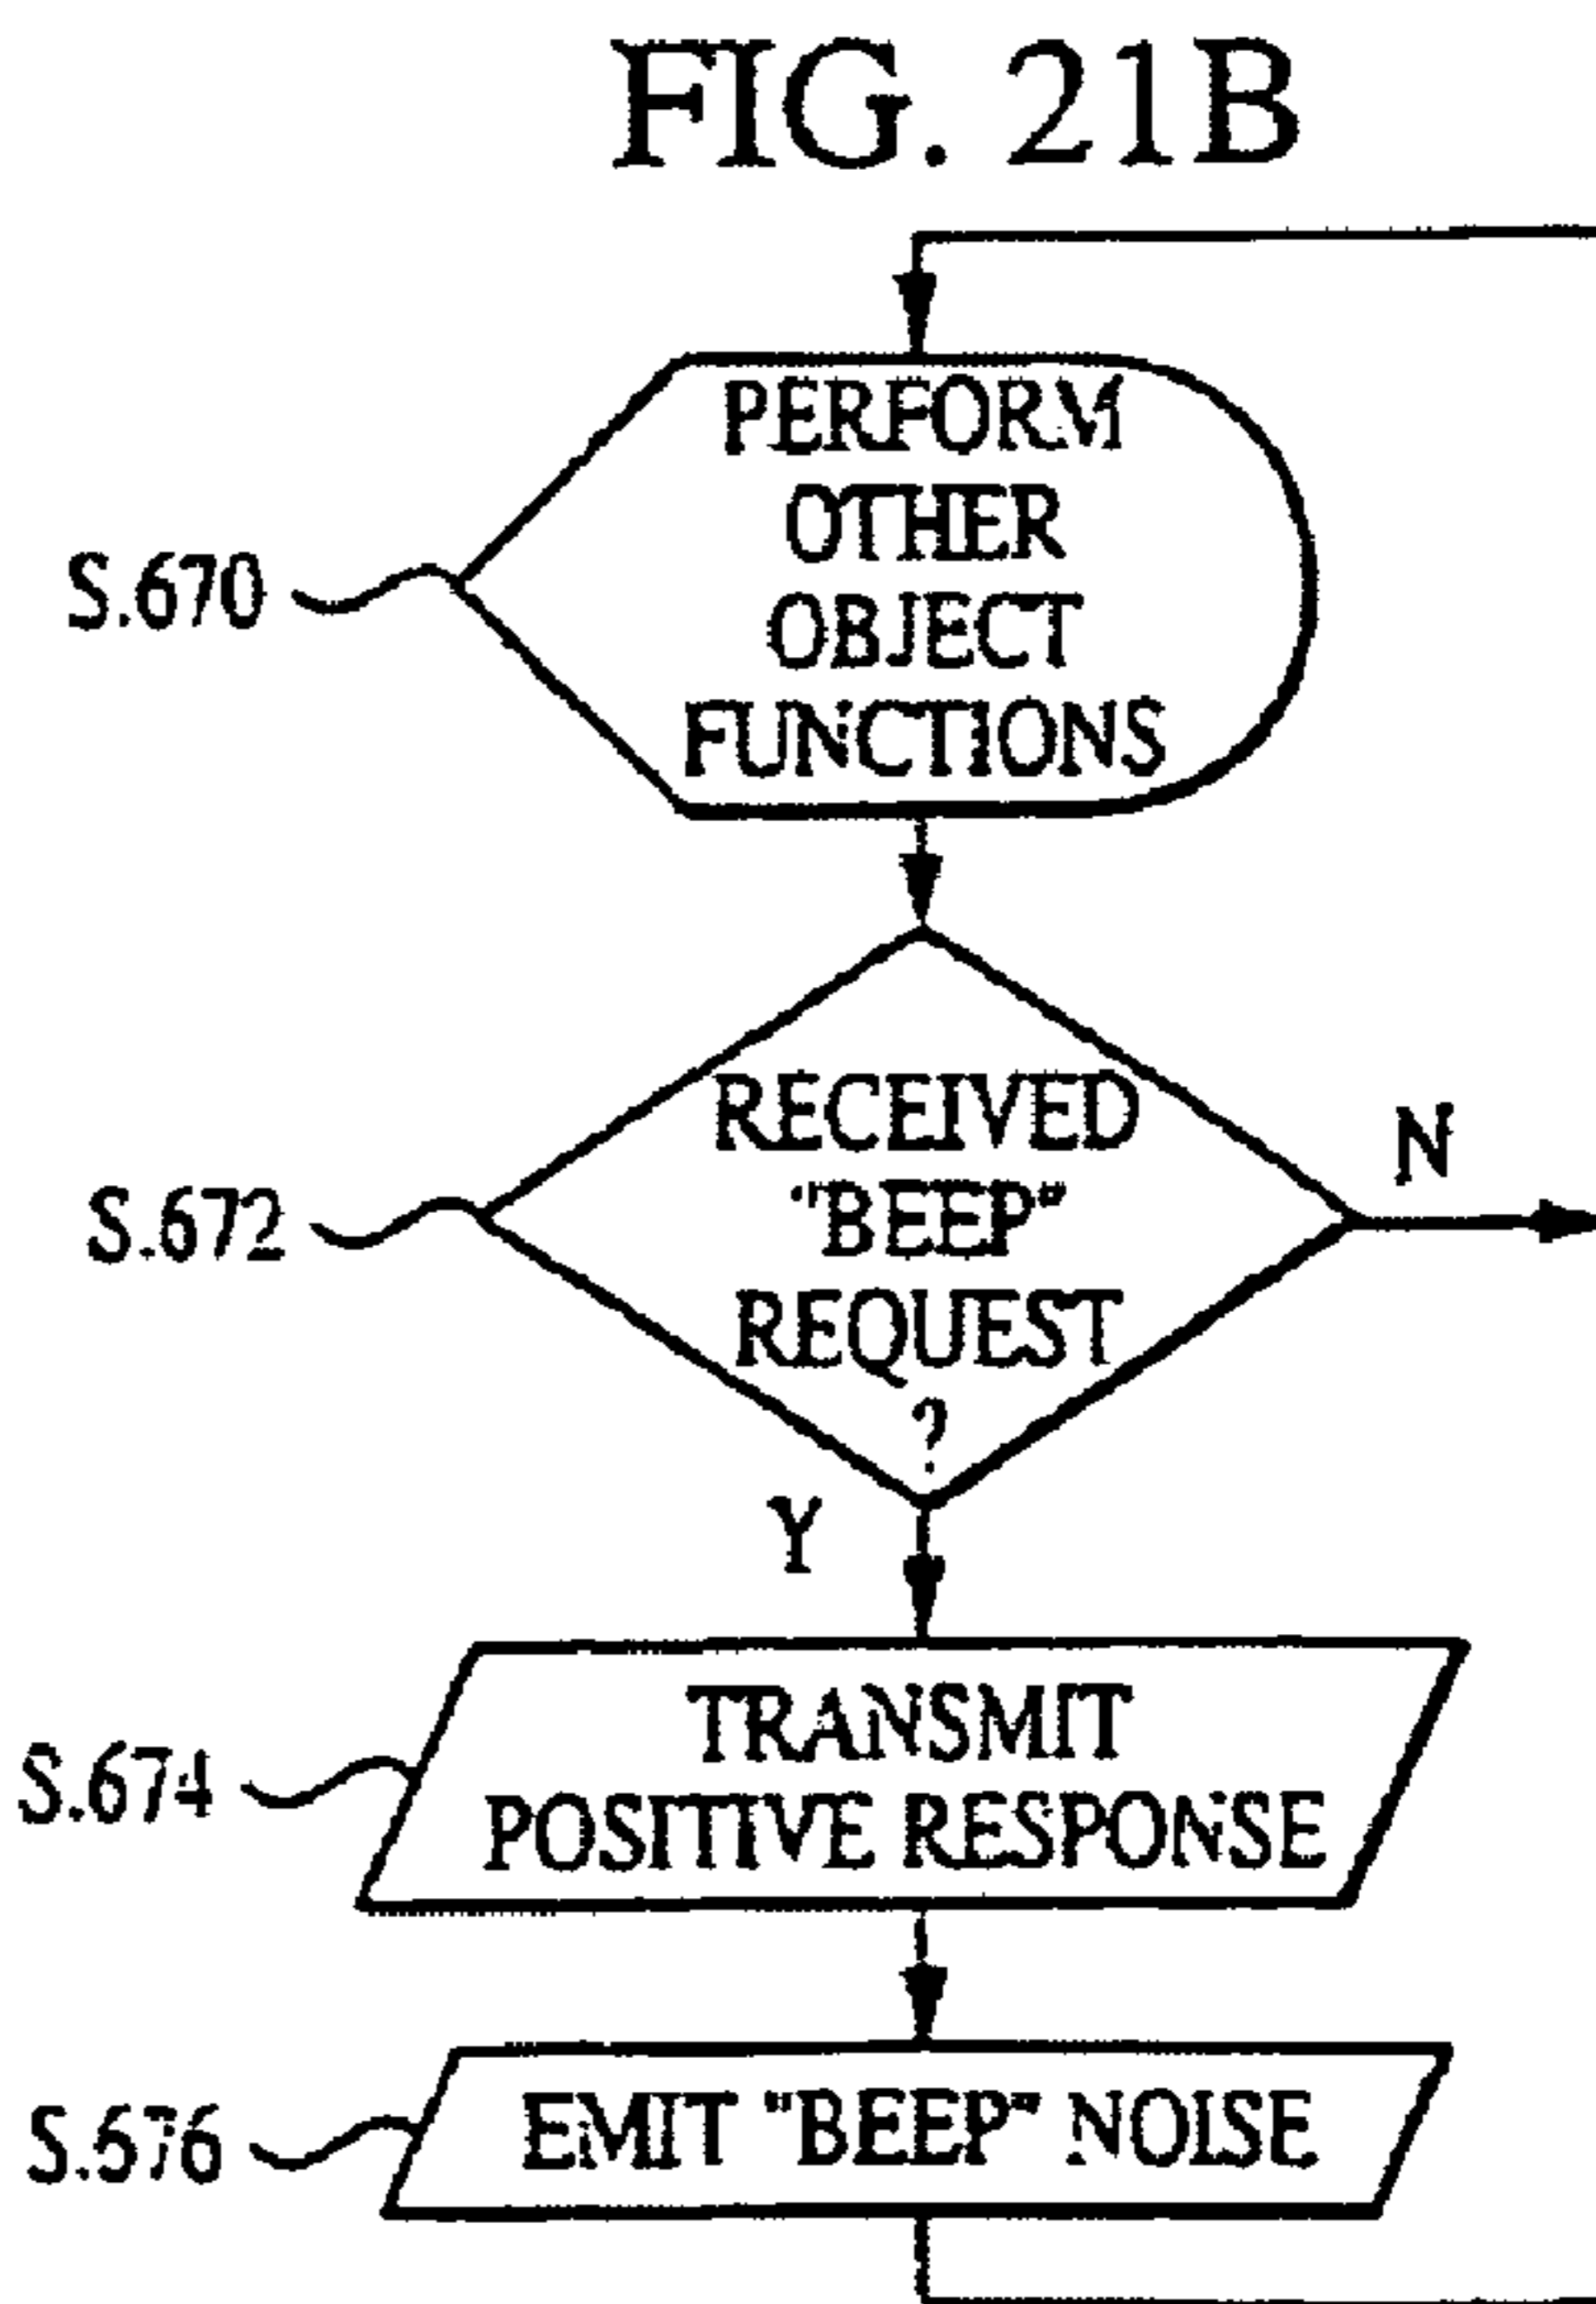 FIG. 21B
PERFORM
OTHER
OBJECT
FUNCTIONS
S.670
RECEIVED
"BEEP"
REQUEST
?
S.672
N
Y
TRANSMIT
POSITIVE RESPONSE
S.674
EMIT "BEEP" NOISE
S.676